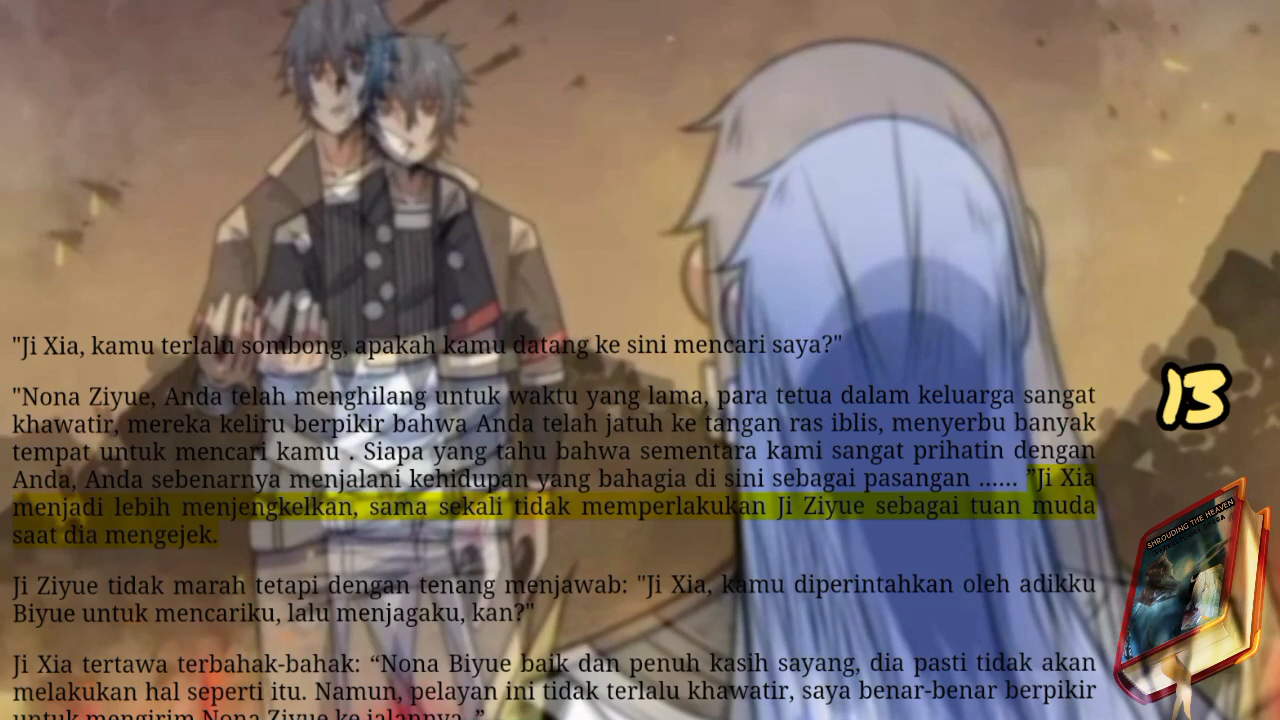 "Ji Xia, kamu terlalu sombong, apakah kamu datang ke sini mencari saya?"
"Nona Ziyue, Anda telah menghilang untuk waktu yang lama, para tetua dalam keluarga sangat
khawatir, mereka keliru berpikir bahwa Anda telah jatuh ke tangan ras iblis, menyerbu banyak
tempat untuk mencari kamu . Siapa yang tahu bahwa sementara kami sangat prihatin dengan
Anda, Anda sebenarnya menjalani kehidupan yang bahagia di sini sebagai pasangan ...... ”Ji Xia
menjadi lebih menjengkelkan, sama sekali tidak memperlakukan Ji Ziyue sebagai tuan muda
saat dia mengejek.
Ji Ziyue tidak marah tetapi dengan tenang menjawab: "Ji Xia, kamu diperintahkan oleh adikku
Biyue untuk mencariku, lalu menjagaku, kan?"
Ji Xia tertawa terbahak-bahak: “Nona Biyue baik dan penuh kasih sayang, dia pasti tidak akan
melakukan hal seperti itu. Namun, pelayan ini tidak terlalu khawatir, saya benar-benar berpikir
untuk mengirim Nona Ziyue ke jalannya. ”
13
SHROUDING THE HEAVEN